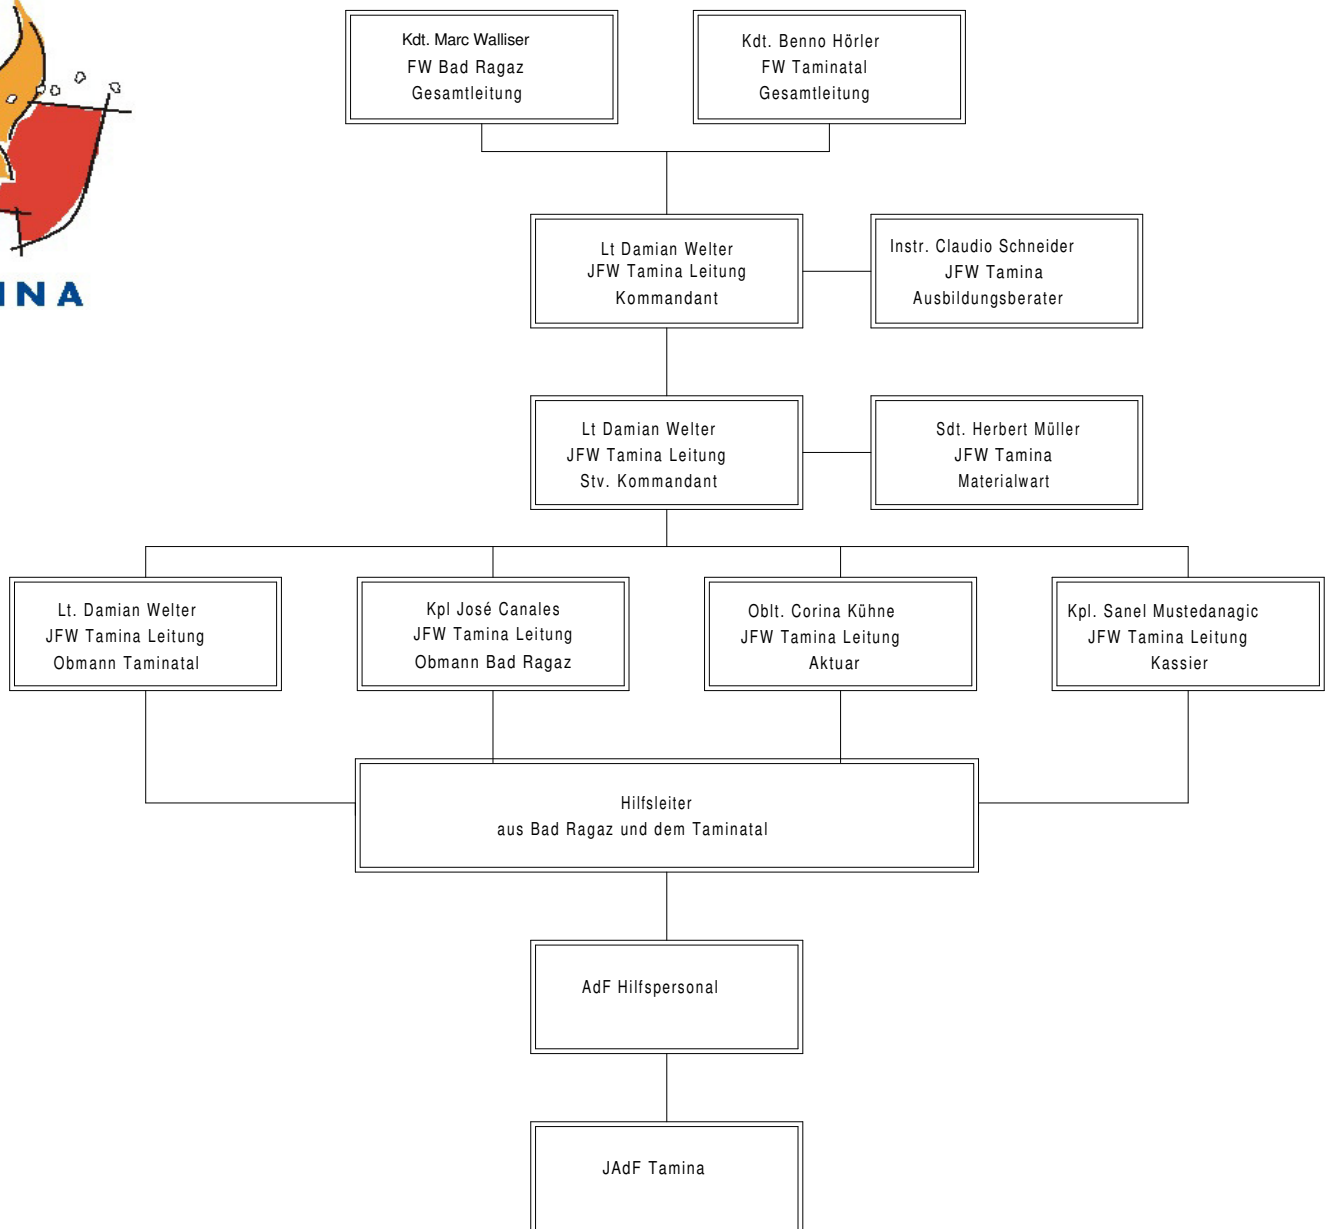 Kdt. Marc Walliser
FW Bad Ragaz
Gesamtleitung
Kdt. Benno Hörler
FW Taminatal
Gesamtleitung
INA
Lt Damian Welter
JFW Tamina Leitung
Kommandant
Instr. Claudio Schneider
JFW Tamina
Ausbildungsberater
Lt Damian Welter
JFW Tamina Leitung
Stv. Kommandant
Sdt. Herbert Müller
JFW Tamina
Materialwart
Lt. Damian Welter
JFW Tamina Leitung
Obmann Taminatal
Kpl José Canales
JFW Tamina Leitung
Obmann Bad Ragaz
Oblt. Corina Kühne
JFW Tamina Leitung
Aktuar
Kpl. Sanel Mustedanagic
JFW Tamina Leitung
Kassier
Hilfsleiter
aus Bad Ragaz und dem Taminatal
AdF Hilfspersonal
JAdF Tamina